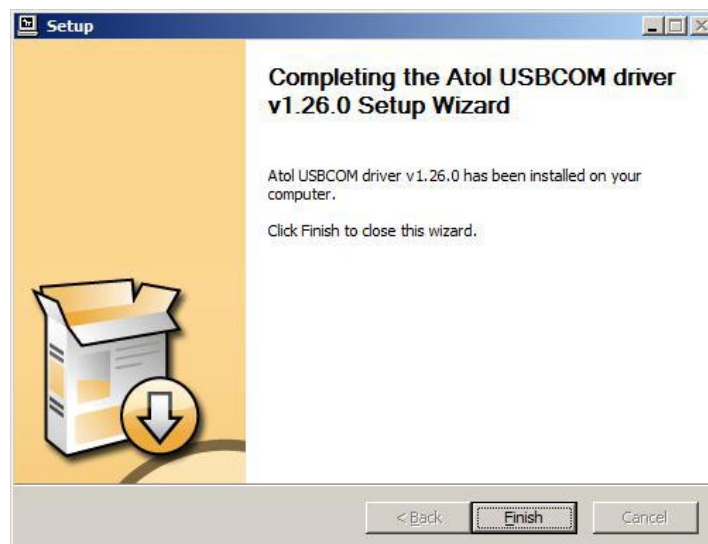 Setup
Completing the Atol USBCOM driver
v1.26.0 Setup Wizard
Atol USBCOM driver v1.26.0 has been installed on your
computer.
Click Finish to close this wizard.
< Back
Finish
Cancel